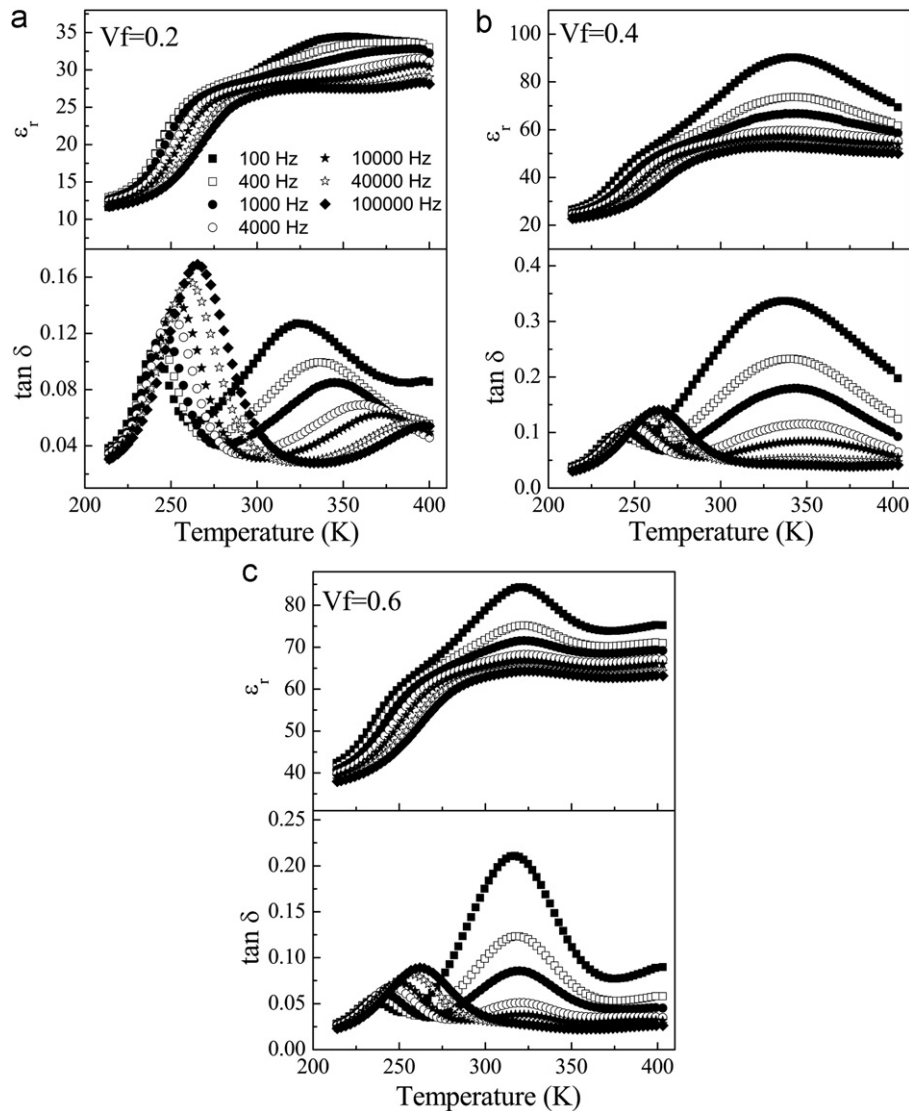 a
Vf=0.2
35
30
25
20
15
10
εr
100 Hz
400 Hz
1000 Hz
4000 Hz
10000 Hz
40000 Hz
100000 Hz
0.16
0.12
0.08
0.04
tan δ
200 250 300 350 400
Temperature (K)
b
Vf=0.4
100
80
60
40
20
εr
0.4
0.3
0.2
0.1
0.0
tan δ
200 250 300 350 400
Temperature (K)
c
Vf=0.6
80
70
60
50
40
εr
0.25
0.20
0.15
0.10
0.05
0.00
tan δ
200 250 300 350 400
Temperature (K)